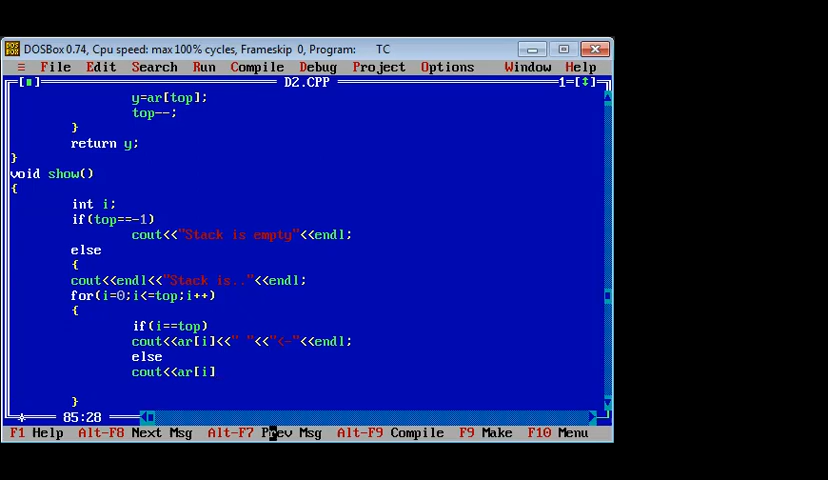 DOSBox 0.74, Cpu speed: max 100% cycles, Frameskip 0, Program: TC
≡ File Edit Search Run Compile Debug Project Options Window Help
[■] D2.CPP 1=[↕]
y=ar[top];
top--;
}
return y;
}
void show()
{
int i;
if(top==-1)
cout<<"Stack is empty"<<endl;
else
{
cout<<endl<<"Stack is.."<<endl;
for(i=0;i<=top;i++)
{
if(i==top)
cout<<ar[i]<<" "<<"<-"<<endl;
else
cout<<ar[i]
}
85:28
F1 Help Alt-F8 Next Msg Alt-F7 Prev Msg Alt-F9 Compile F9 Make F10 Menu